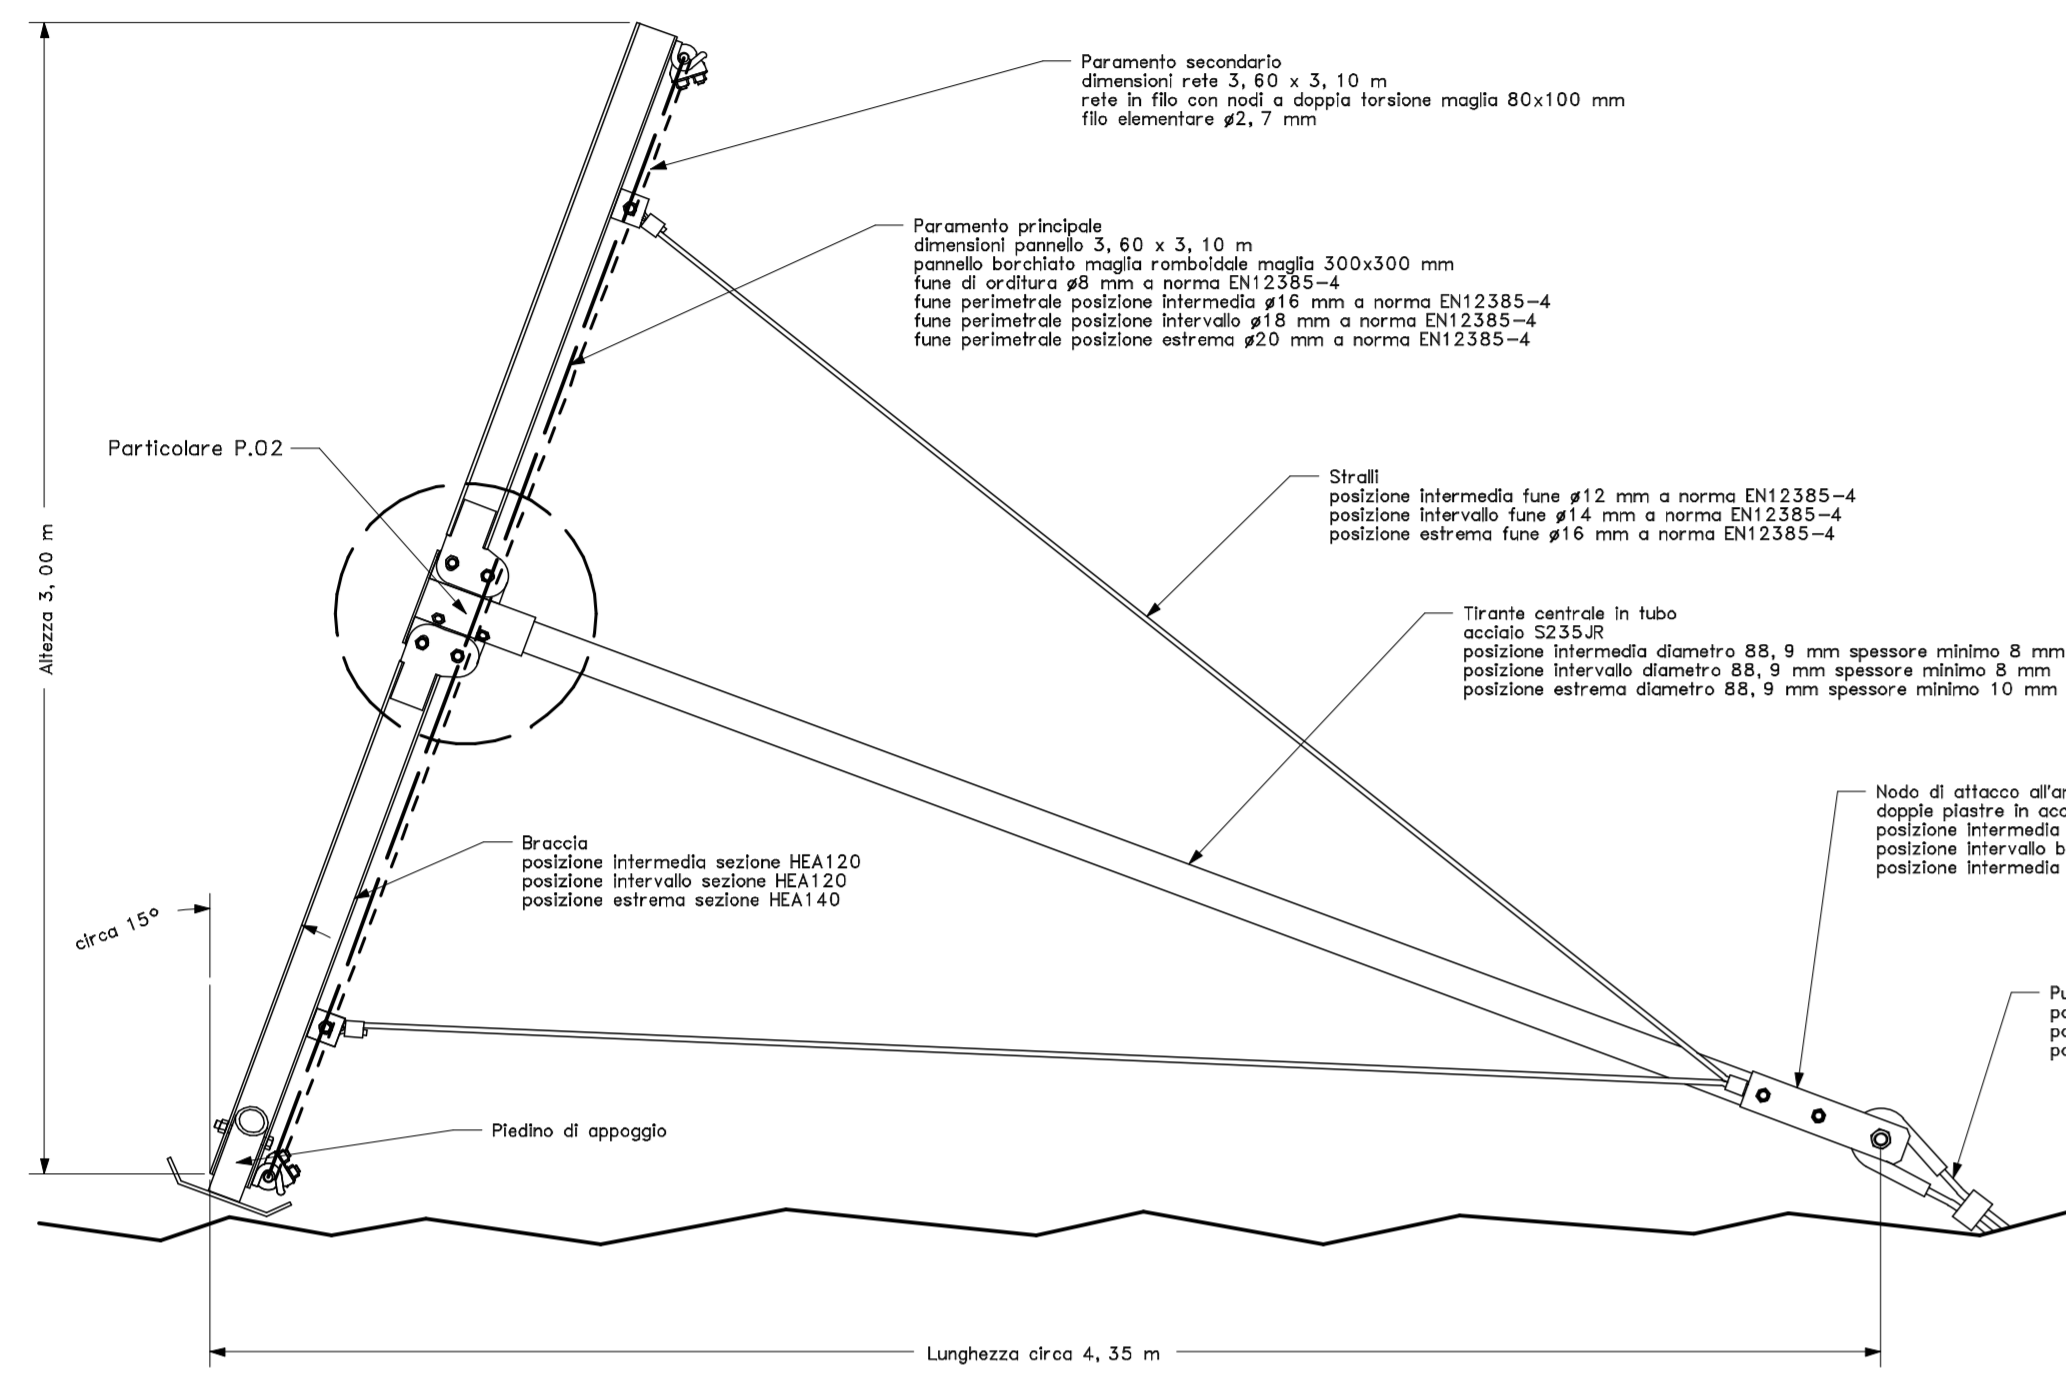 Paramento secondario
dimensioni rete 3, 60 x 3, 10 m
rete in filo con nodi a doppia torsione maglia 80x100 mm
filo elementare ø2, 7 mm
Paramento principale
dimensioni pannello 3, 60 x 3, 10 m
pannello borchiato maglia romboidale maglia 300x300 mm
fune di orditura ø8 mm a norma EN12385-4
fune perimetrale posizione intermedia ø16 mm a norma EN12385-4
fune perimetrale posizione intervallo ø18 mm a norma EN12385-4
fune perimetrale posizione estrema ø20 mm a norma EN12385-4
Particolare P.02
Altezza 3, 00 m
Stralli
posizione intermedia fune ø12 mm a norma EN12385-4
posizione intervallo fune ø14 mm a norma EN12385-4
posizione estrema fune ø16 mm a norma EN12385-4
Tirante centrale in tubo
acciaio S235JR
posizione intermedia diametro 88, 9 mm spessore minimo 8 mm
posizione intervallo diametro 88, 9 mm spessore minimo 8 mm
posizione estrema diametro 88, 9 mm spessore minimo 10 mm
Nodo di attacco
doppie piastre in
posizione intermedia
posizione intervallo
posizione intermedia
Braccia
posizione intermedia sezione HEA120
posizione intervallo sezione HEA120
posizione estrema sezione HEA140
circa 15°
Piedino di appoggio
Lunghezza circa 4, 35 m